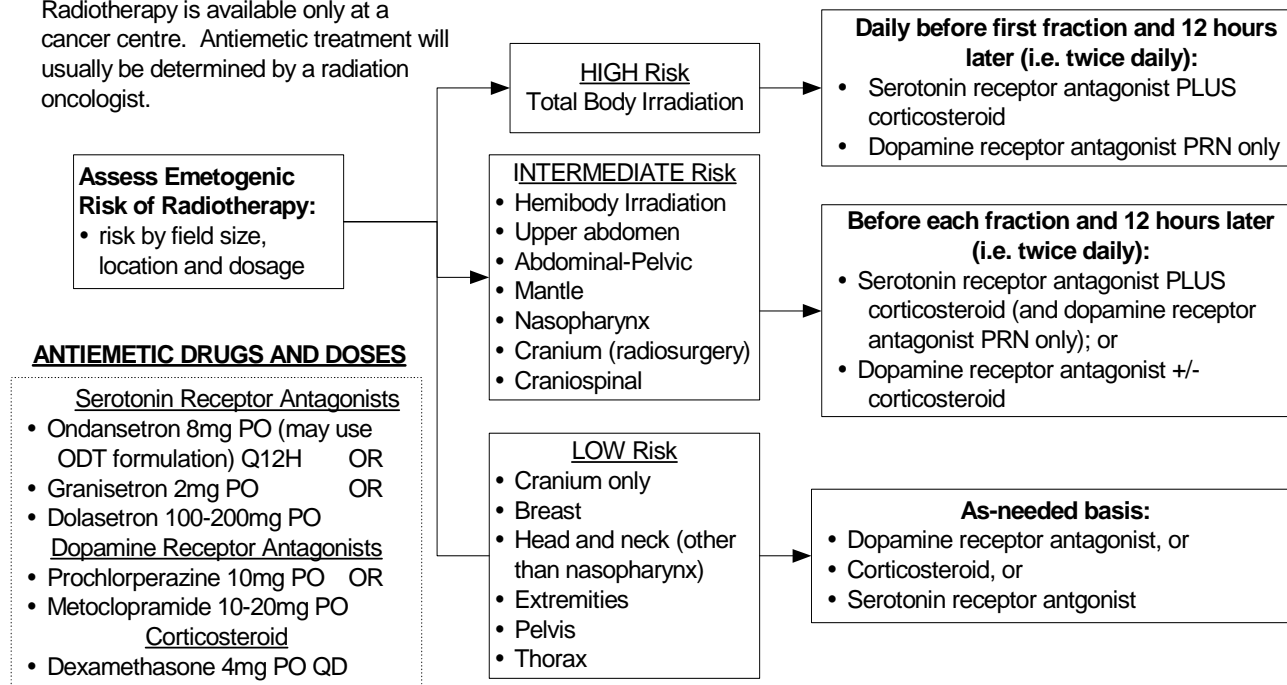 Radiotherapy is available only at a
cancer centre. Antiemetic treatment will
usually be determined by a radiation
oncologist.
Assess Emetogenic
Risk of Radiotherapy:
• risk by field size,
location and dosage
HIGH Risk
Total Body Irradiation
Daily before first fraction and 12 hours
later (i.e. twice daily):
• Serotonin receptor antagonist PLUS
corticosteroid
• Dopamine receptor antagonist PRN only
INTERMEDIATE Risk
• Hemibody Irradiation
• Upper abdomen
• Abdominal-Pelvic
• Mantle
• Nasopharynx
• Cranium (radiosurgery)
• Craniospinal
Before each fraction and 12 hours later
(i.e. twice daily):
• Serotonin receptor antagonist PLUS
corticosteroid (and dopamine receptor
antagonist PRN only); or
• Dopamine receptor antagonist +/-
corticosteroid
LOW Risk
• Cranium only
• Breast
• Head and neck (other
than nasopharynx)
• Extremities
• Pelvis
• Thorax
As-needed basis:
• Dopamine receptor antagonist, or
• Corticosteroid, or
• Serotonin receptor antgonist
ANTIEMETIC DRUGS AND DOSES
Serotonin Receptor Antagonists
• Ondansetron 8mg PO (may use
ODT formulation) Q12H OR
• Granisetron 2mg PO OR
• Dolasetron 100-200mg PO
Dopamine Receptor Antagonists
• Prochlorperazine 10mg PO OR
• Metoclopramide 10-20mg PO
Corticosteroid
• Dexamethasone 4mg PO QD